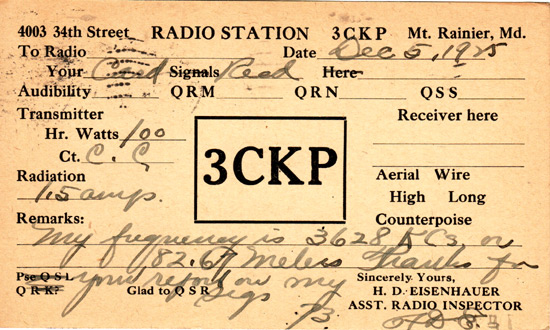 4003 34th Street RADIO STATION 3CKP Mt. Rainier, Md.
To Radio Date Dec 5, 1925
Your Card Signals Recd Here
Audibility QRM QRN QSS
Transmitter Receiver here
Hr. Watts 100
Ct. C. C
3CKP
Radiation Aerial Wire
1.5 amp. High Long
Remarks: Counterpoise
My frequency is 3628 KCs or
82.67 Meters Thanks for
your report on my
Sigs 73
Pse QSL Sincerely Yours,
QRK? Glad to QSR H. D. EISENHAUER
ASST. RADIO INSPECTOR